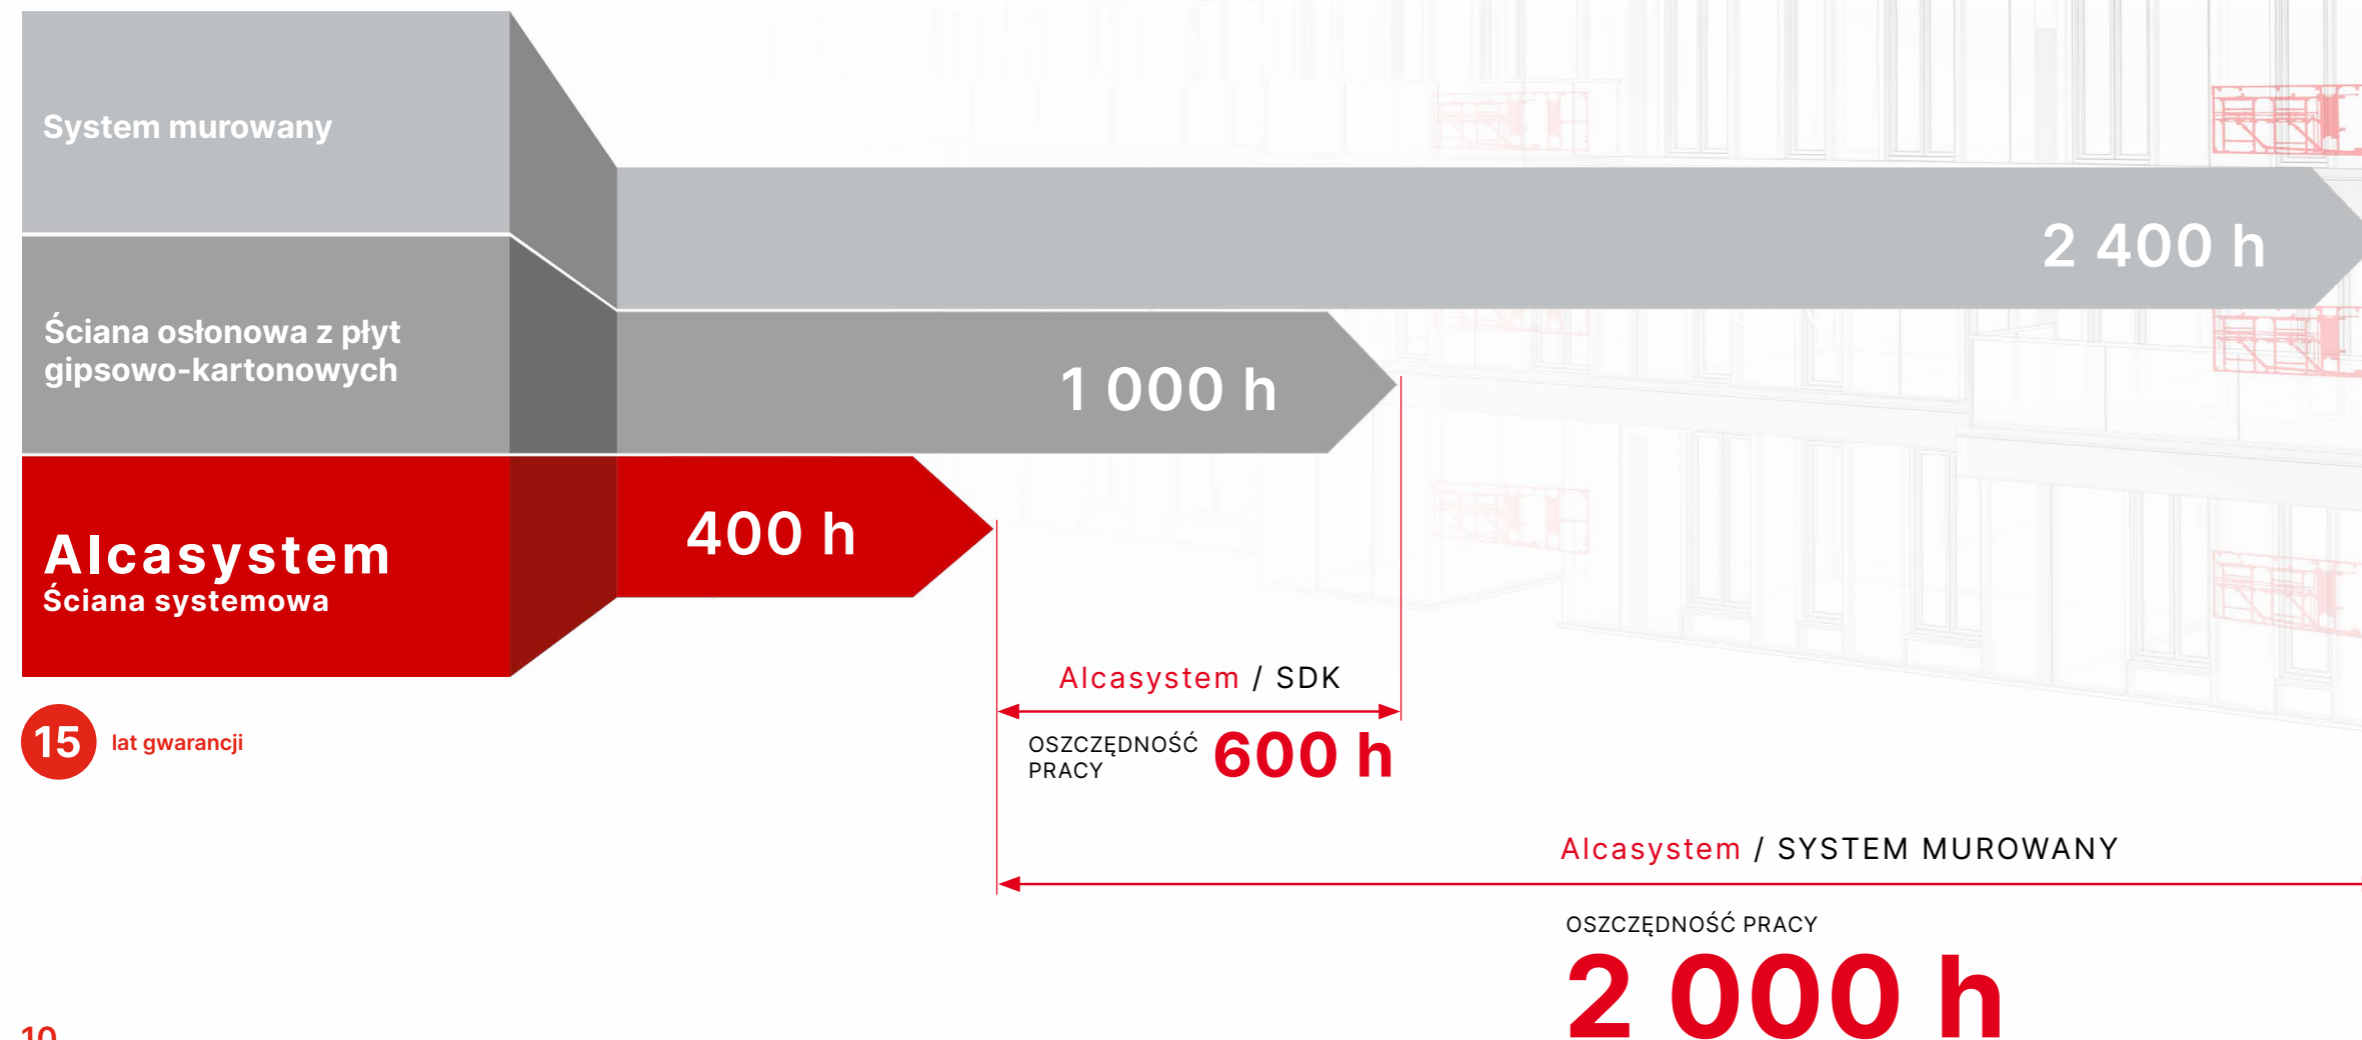 System murowany
2 400 h
Ściana osłonowa z płyt
gipsowo-kartonowych
1 000 h
400 h
Alcasystem
Ściana systemowa
Alcasystem / SDK
15 lat gwarancji
OSZCZĘDNOŚĆ
PRACY
600 h
Alcasystem / SYSTEM MUROWANY
OSZCZĘDNOŚĆ PRACY
2 000 h
10